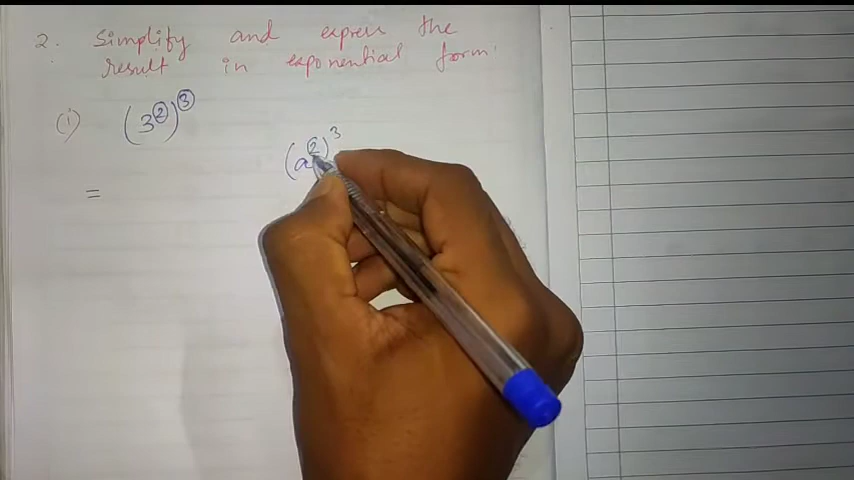 2. Simplify and express the
result in exponential form.
(i) (3²)³
(a²)³
=